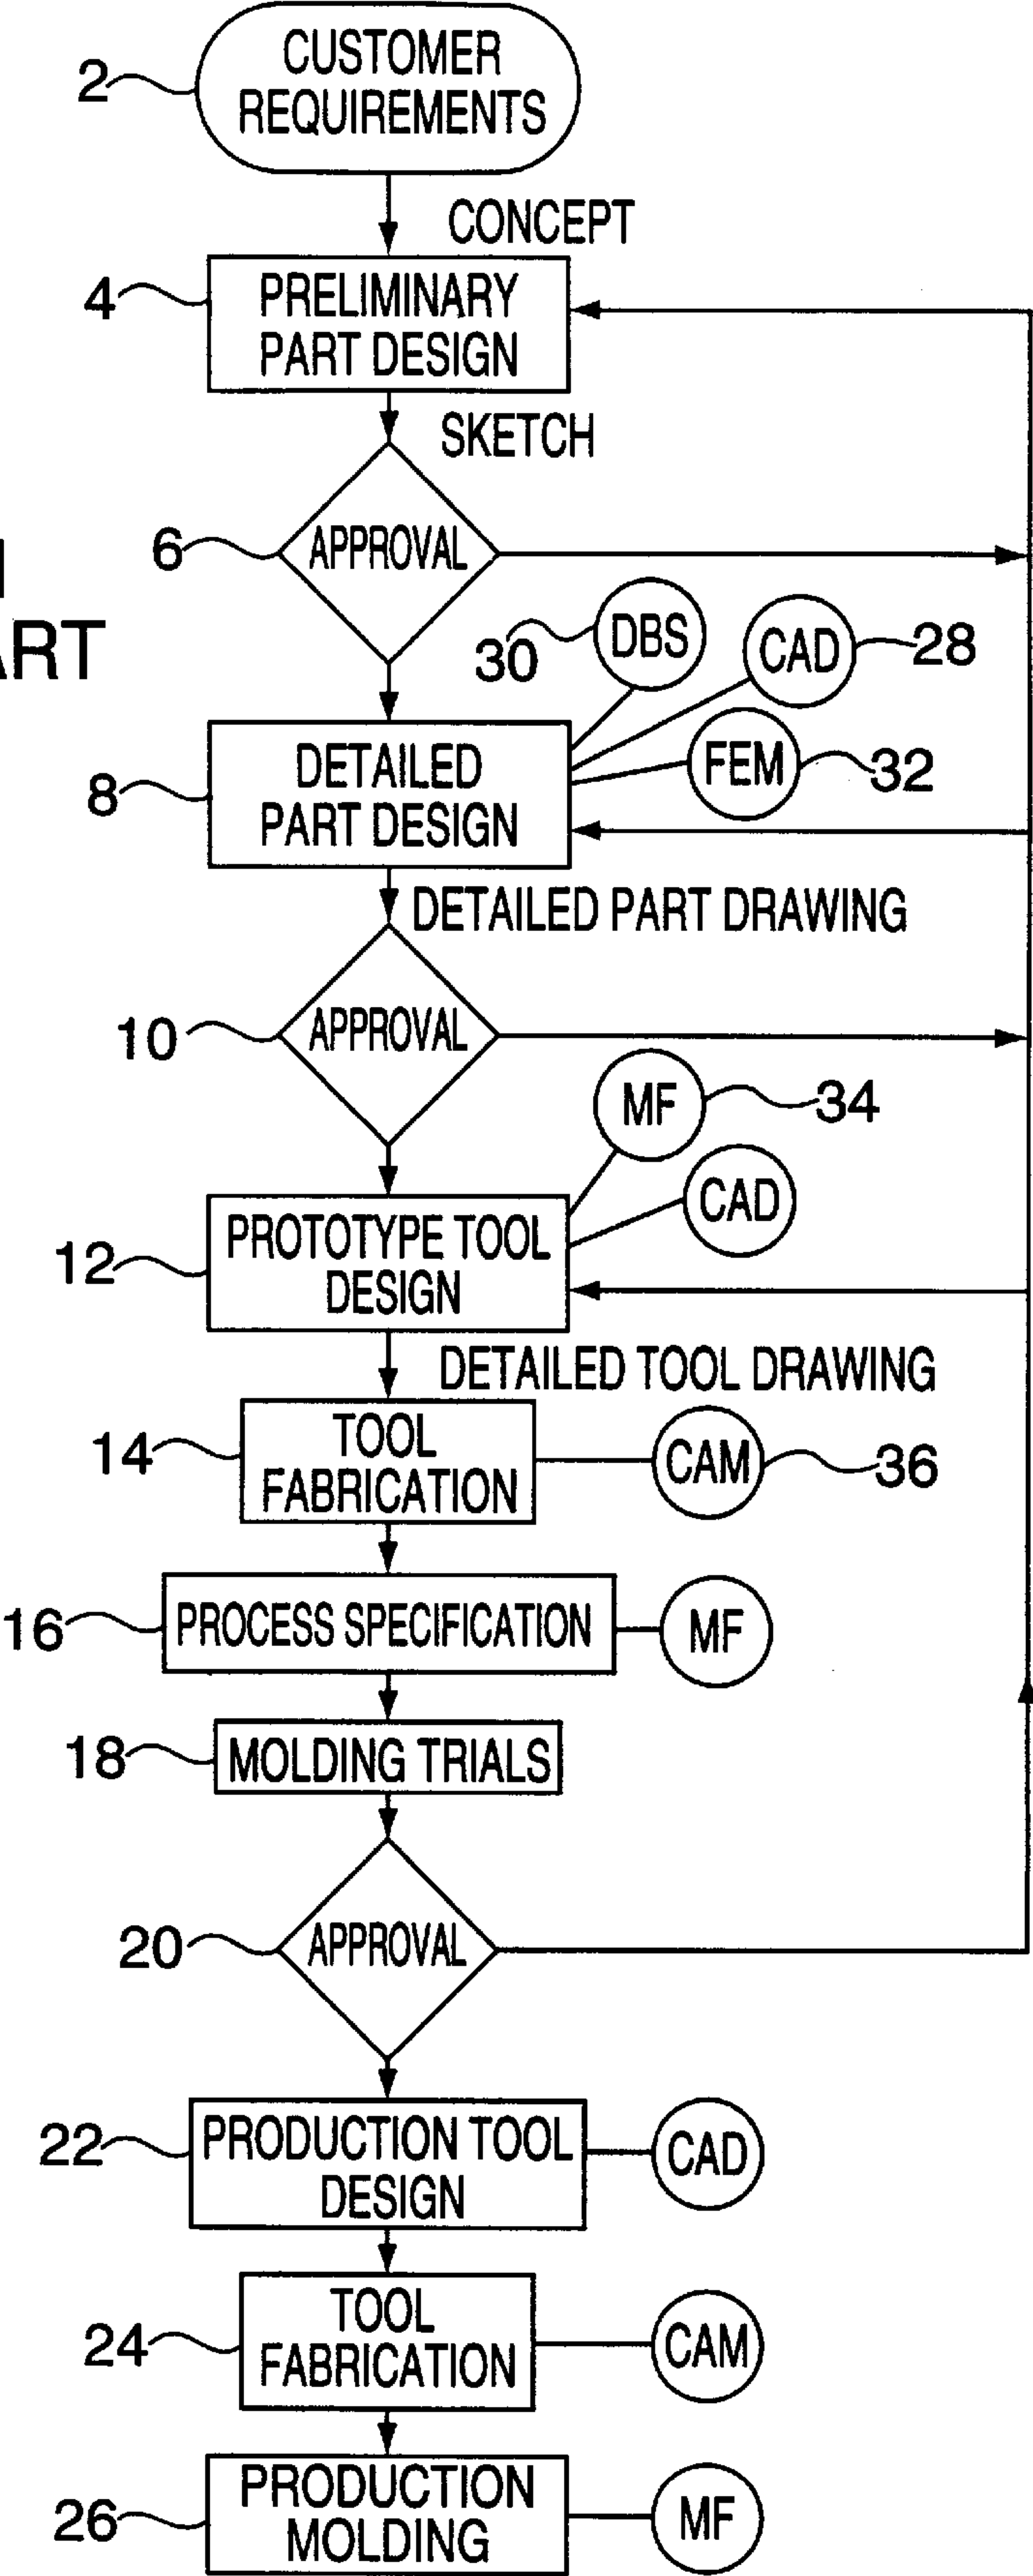 CUSTOMER
REQUIREMENTS
2
CONCEPT
4
PRELIMINARY
PART DESIGN
SKETCH
6
APPROVAL
ART
30
DBS
CAD
28
8
DETAILED
PART DESIGN
FEM
32
DETAILED PART DRAWING
10
APPROVAL
MF
34
CAD
12
PROTOTYPE TOOL
DESIGN
DETAILED TOOL DRAWING
14
TOOL
FABRICATION
CAM
36
16
PROCESS SPECIFICATION
MF
18
MOLDING TRIALS
20
APPROVAL
22
PRODUCTION TOOL
DESIGN
CAD
24
TOOL
FABRICATION
CAM
26
PRODUCTION
MOLDING
MF